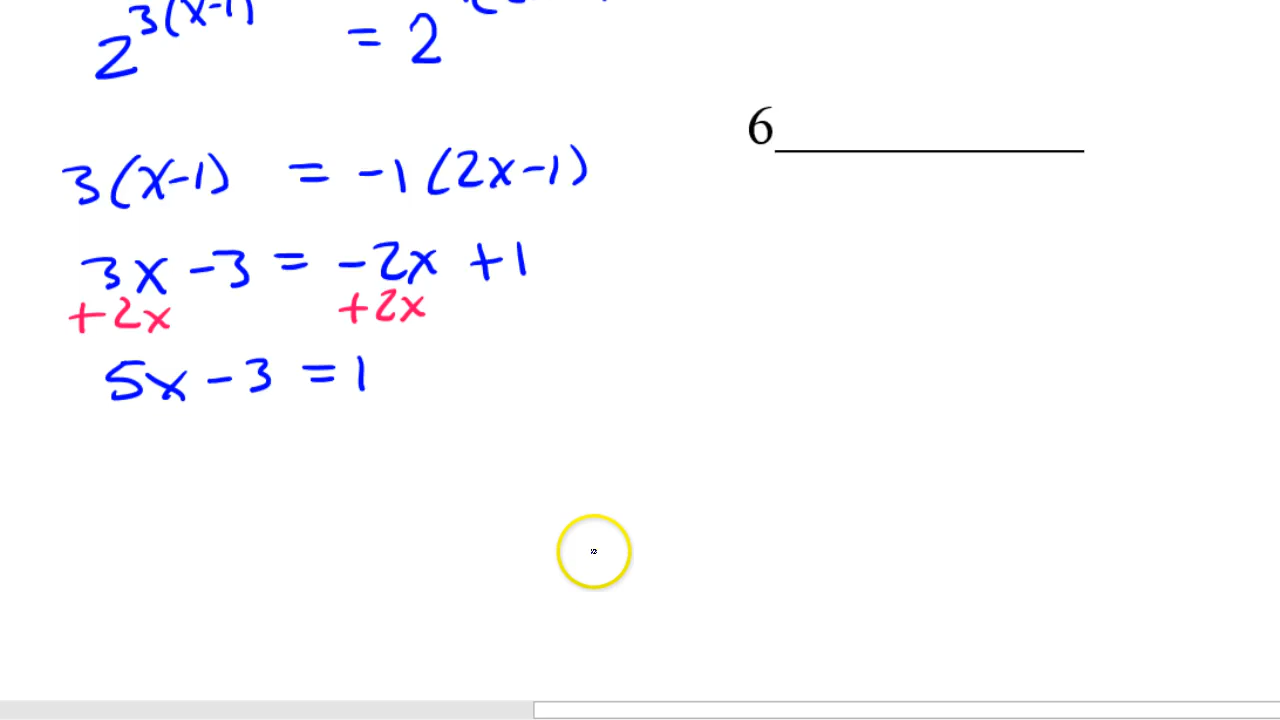 2^{3(x-1)} = 2
6
3(x-1) = -1(2x-1)
3x - 3 = -2x + 1
+2x +2x
5x - 3 = 1